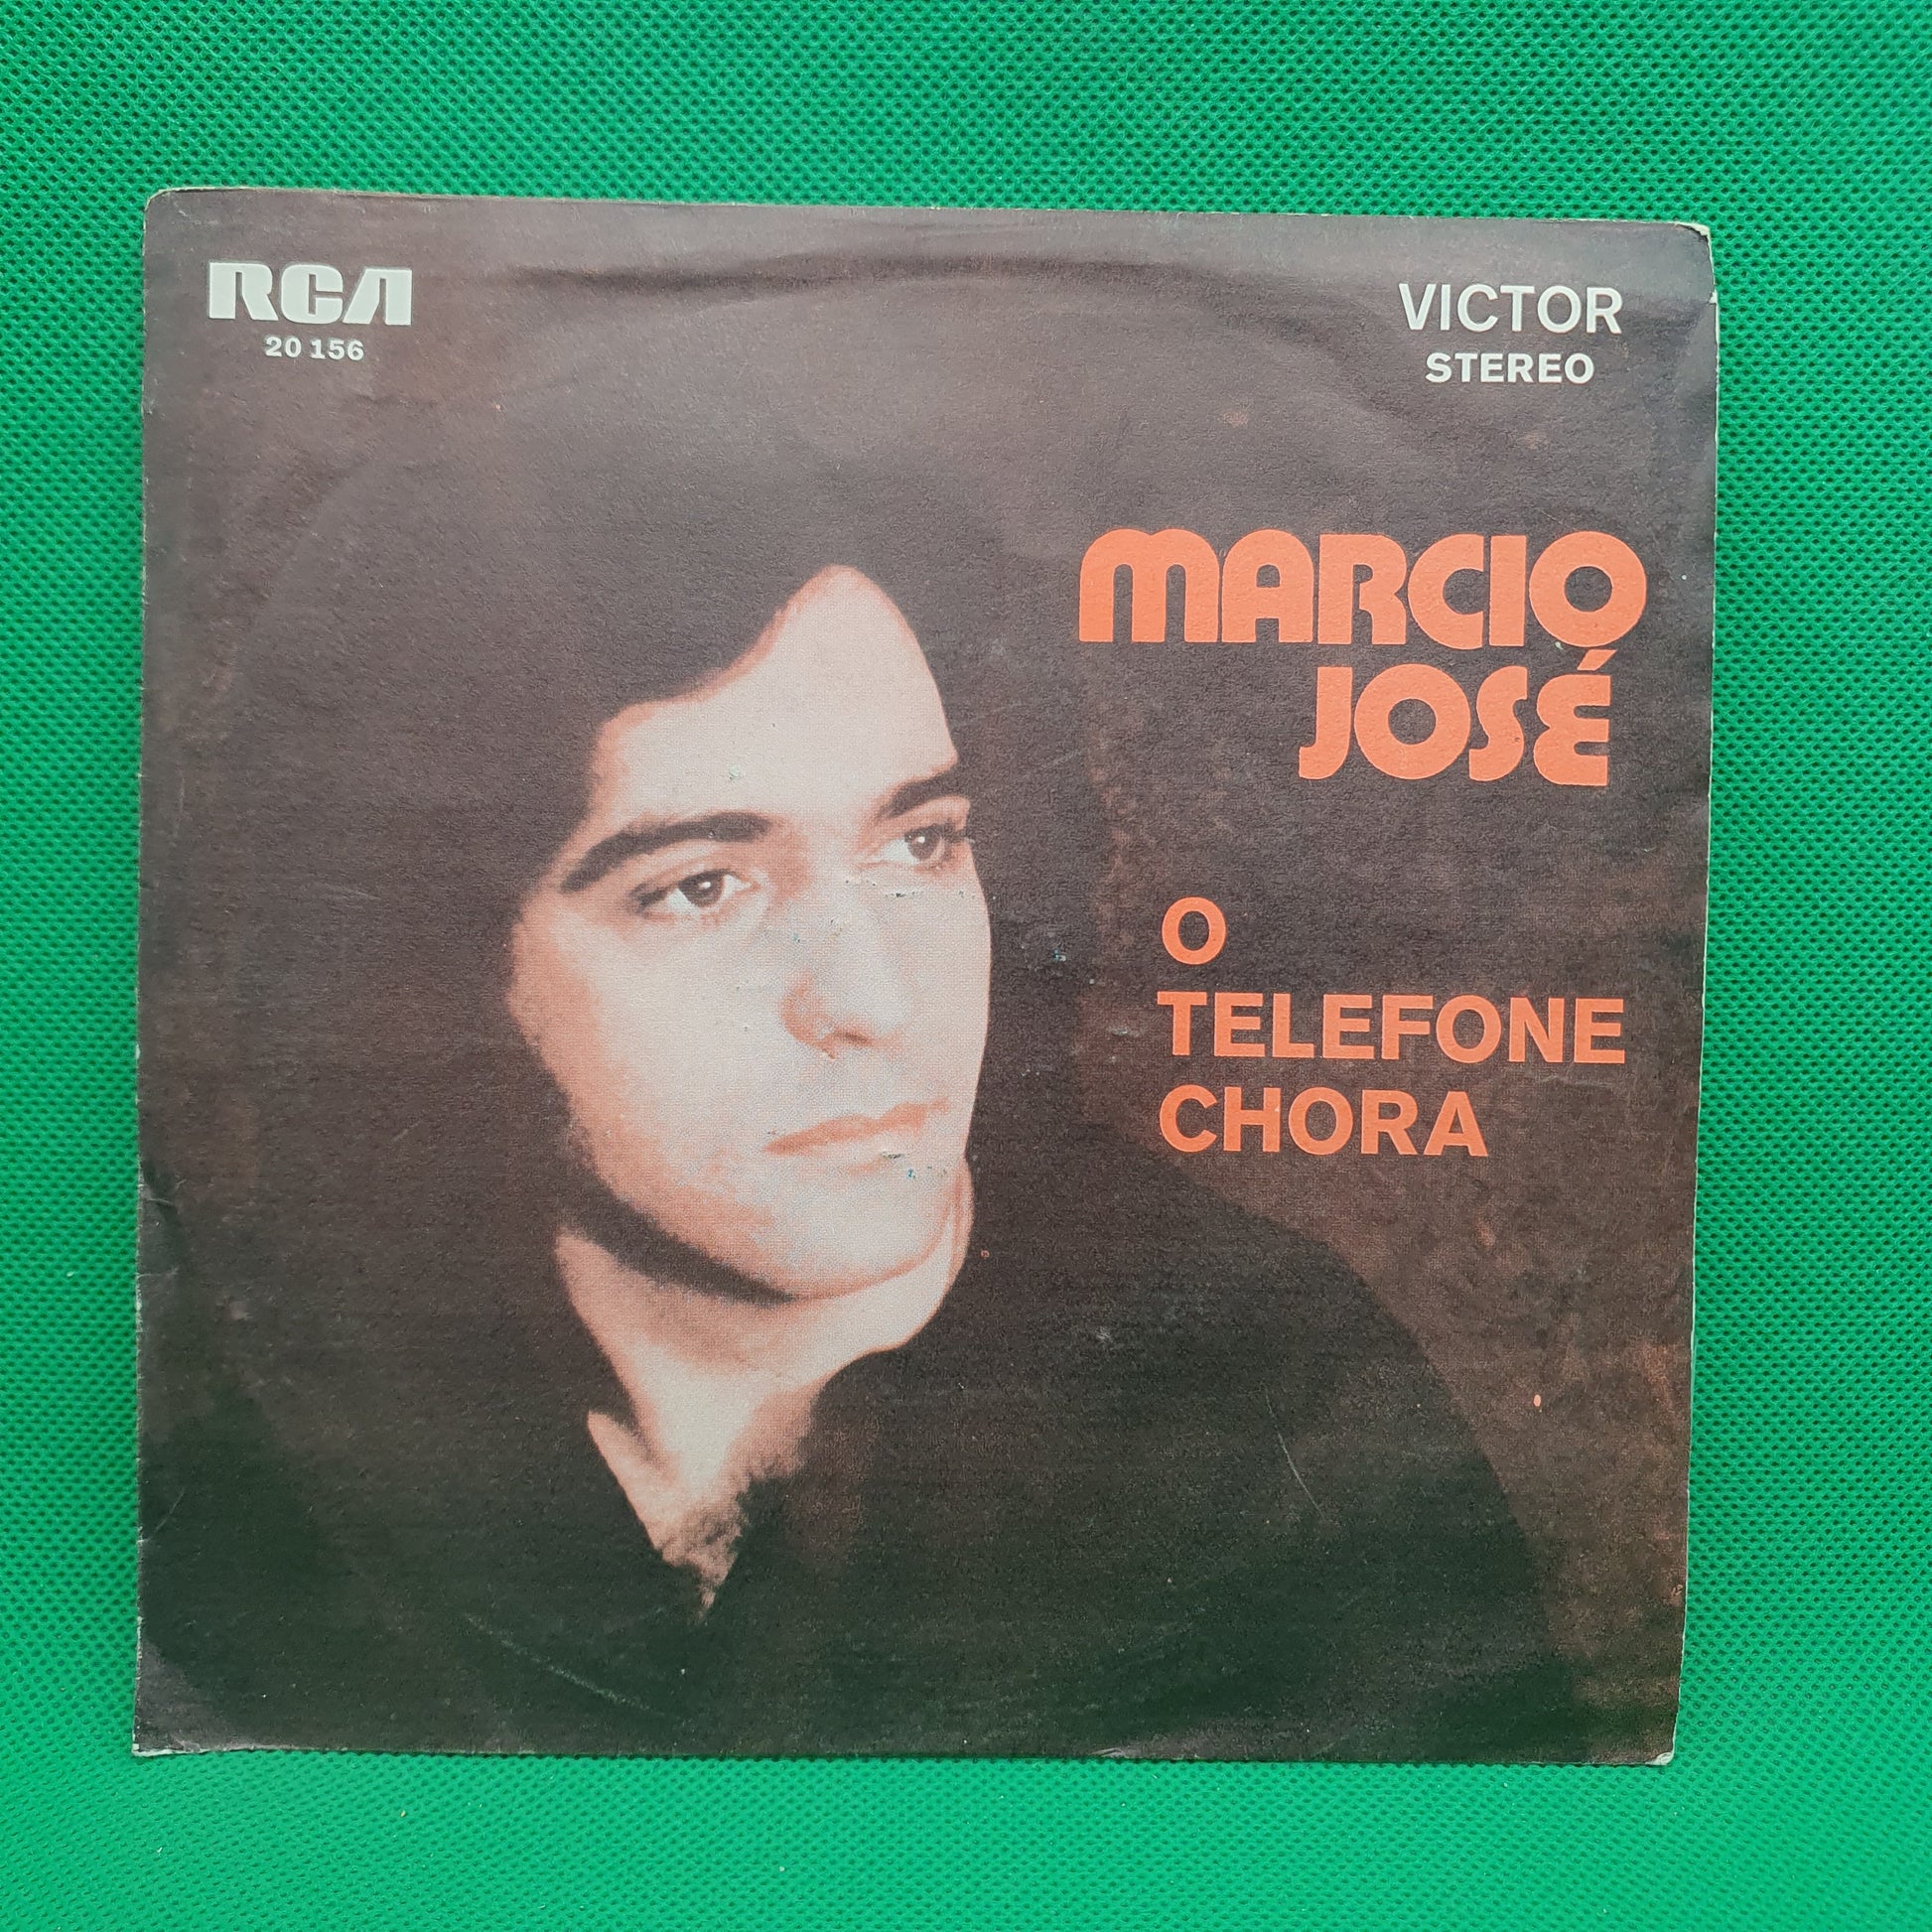 RCA
20 156
VICTOR
STEREO
MARCIO
JOSÉ
O
TELEFONE
CHORA